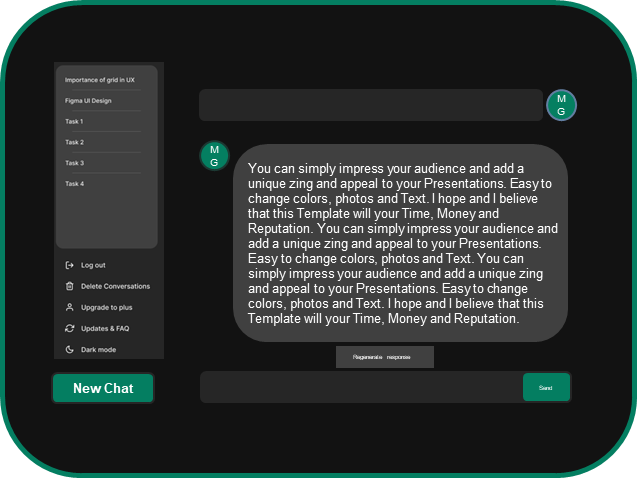 Importance of grid in UX
Figma UI Design
Task 1
Task 2
Task 3
Task 4
Log out
Delete Conversations
Upgrade to plus
Updates & FAQ
Dark mode
New Chat
M
G
M
G
You can simply impress your audience and add a
unique zing and appeal to your Presentations. Easy to
change colors, photos and Text. I hope and I believe
that this Template will your Time, Money and
Reputation. You can simply impress your audience and
add a unique zing and appeal to your Presentations.
Easy to change colors, photos and Text. You can
simply impress your audience and add a unique zing
and appeal to your Presentations. Easy to change
colors, photos and Text. I hope and I believe that this
Template will your Time, Money and Reputation.
Regenerate response
Send